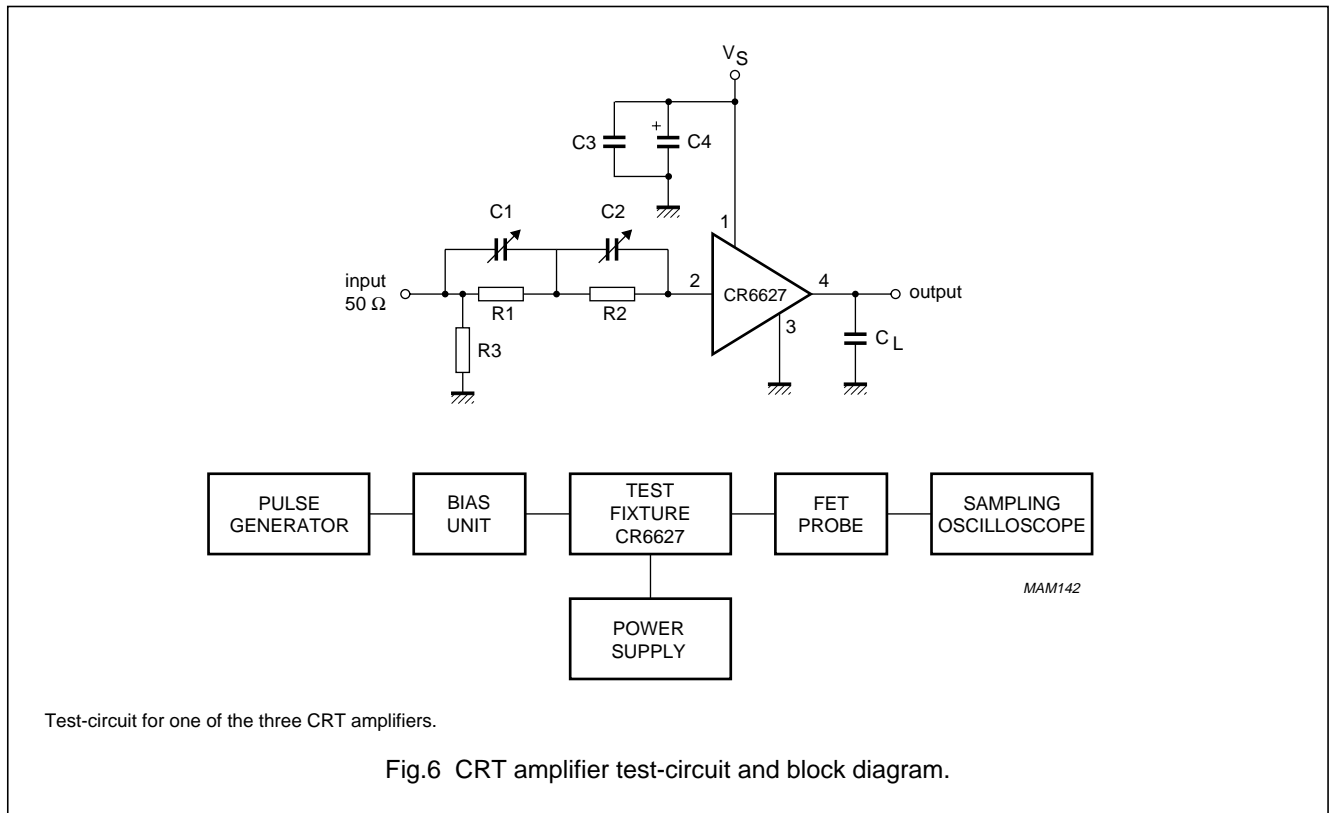 VS
C3
+
C4
C1
C2
1
input
50 Ω
2
CR6627
4
output
R1
R2
3
CL
R3
PULSE
GENERATOR
BIAS
UNIT
TEST
FIXTURE
CR6627
FET
PROBE
SAMPLING
OSCILLOSCOPE
MAM142
POWER
SUPPLY
Test-circuit for one of the three CRT amplifiers.
Fig.6 CRT amplifier test-circuit and block diagram.